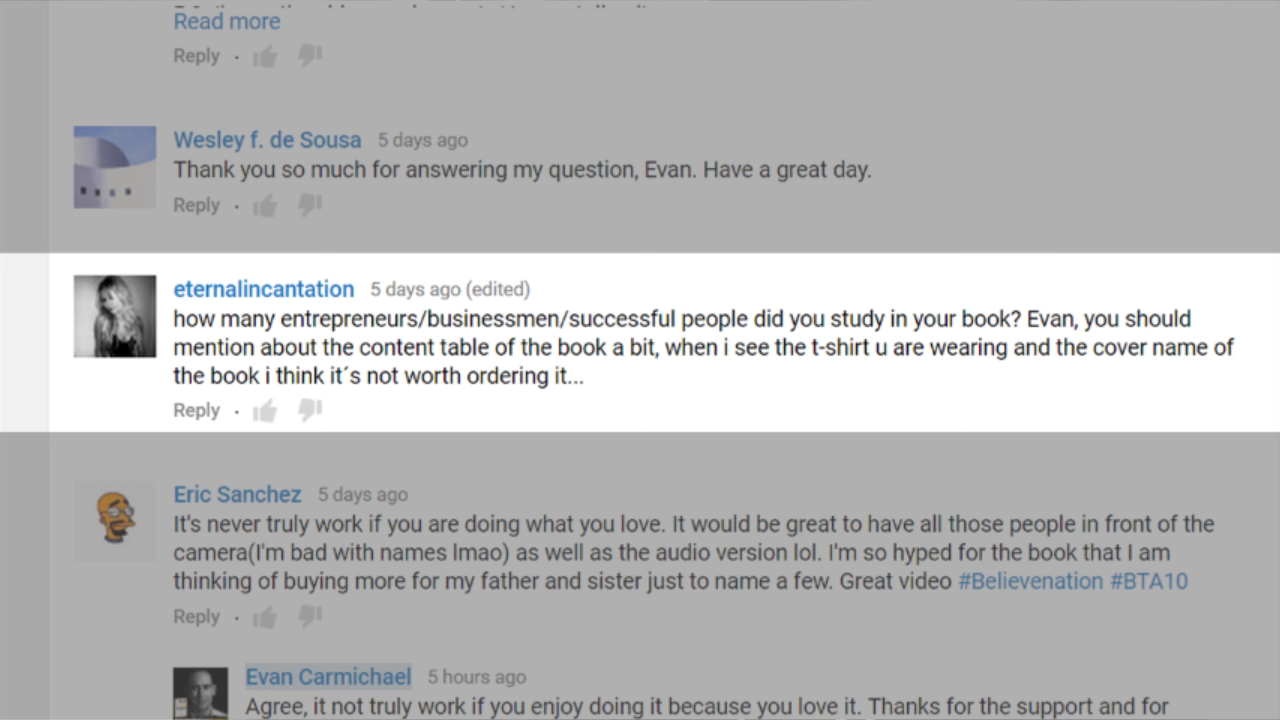 Read more
Reply ·
Wesley f. de Sousa 5 days ago
Thank you so much for answering my question, Evan. Have a great day.
Reply ·
eternalincantation 5 days ago (edited)
how many entrepreneurs/businessmen/successful people did you study in your book? Evan, you should
mention about the content table of the book a bit, when i see the t-shirt u are wearing and the cover name of
the book i think it´s not worth ordering it...
Reply ·
Eric Sanchez 5 days ago
It's never truly work if you are doing what you love. It would be great to have all those people in front of the
camera(I'm bad with names lmao) as well as the audio version lol. I'm so hyped for the book that I am
thinking of buying more for my father and sister just to name a few. Great video #Believenation #BTA10
Reply ·
Evan Carmichael 5 hours ago
Agree, it not truly work if you enjoy doing it because you love it. Thanks for the support and for